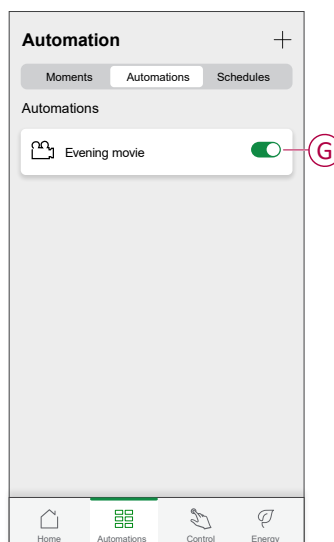 Automation
Moments Automations Schedules
Automations
Evening movie
G
Home Automations Control Energy